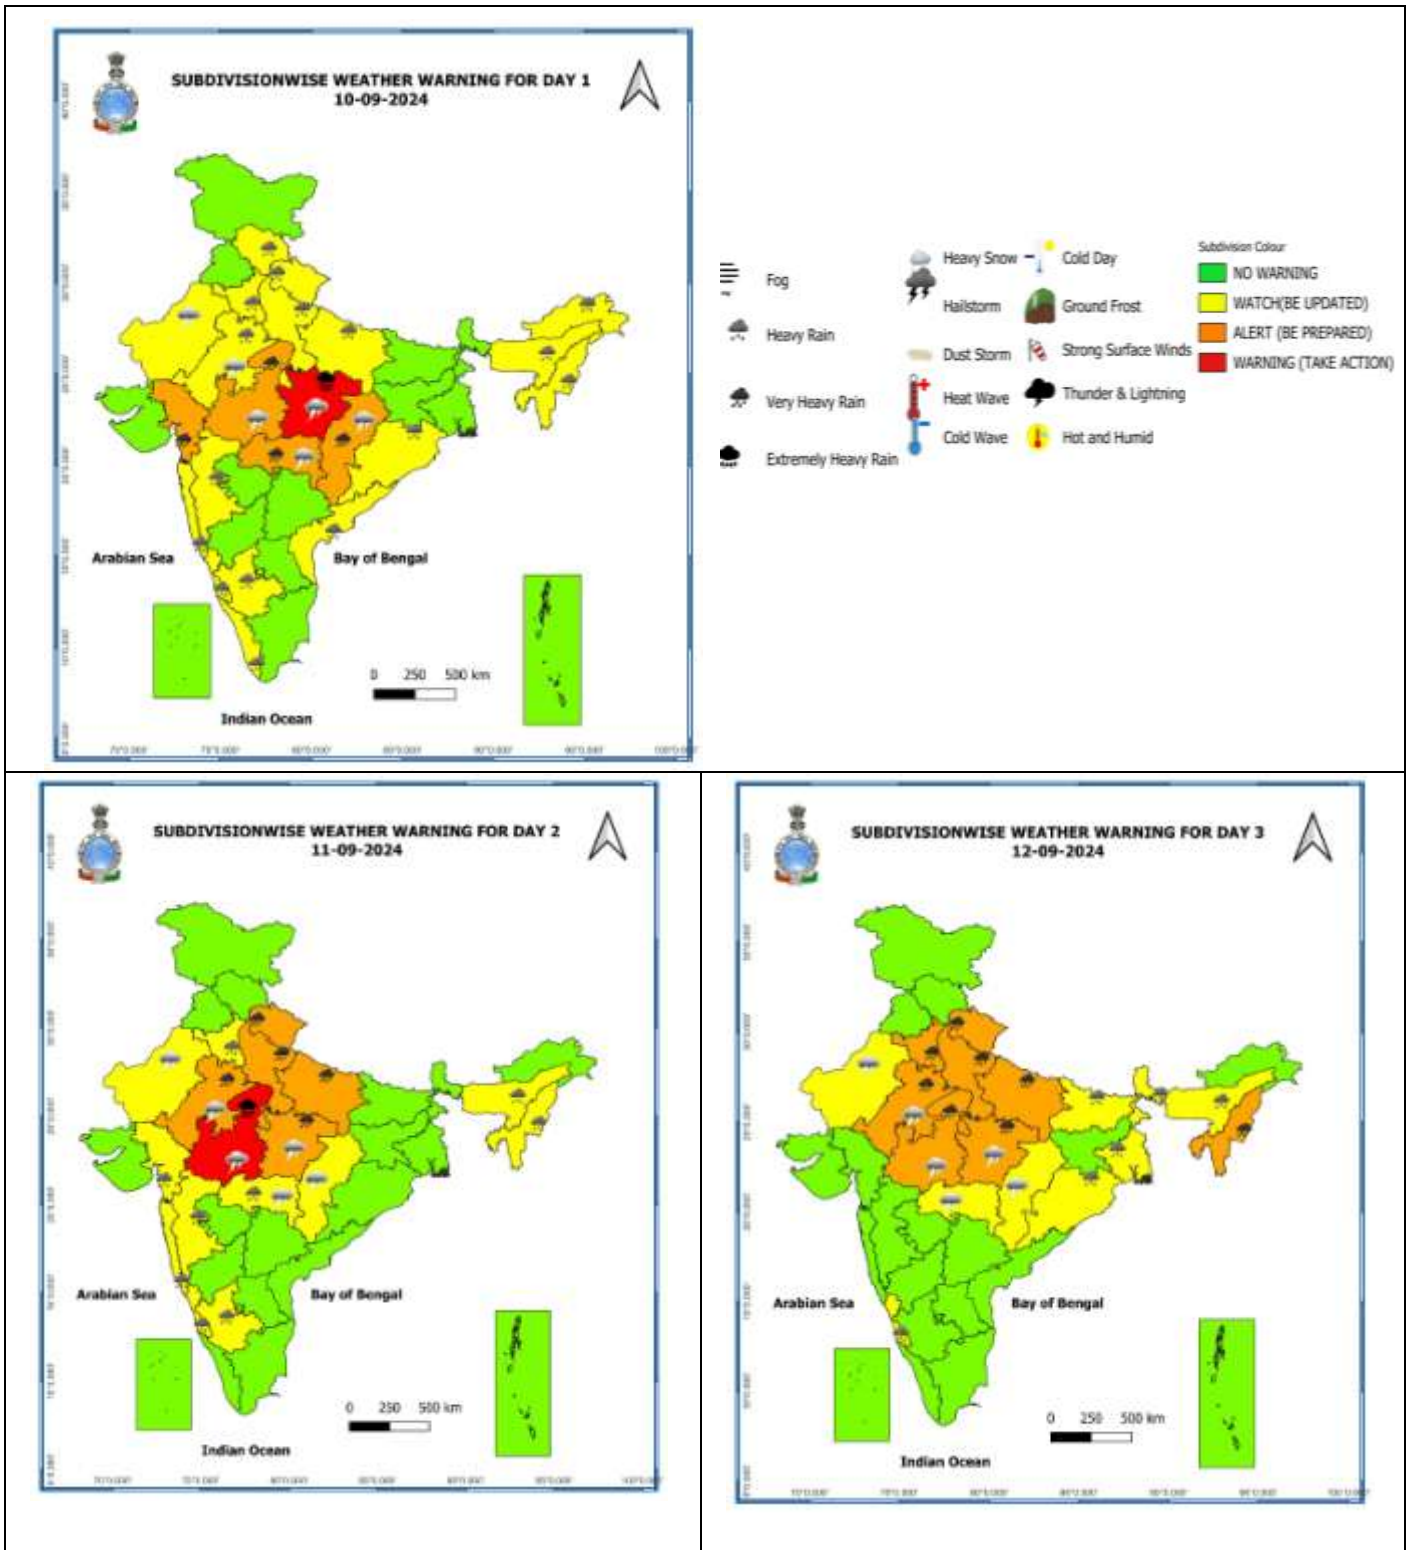 SUBDIVISIONWISE WEATHER WARNING FOR DAY 1
10-09-2024
Arabian Sea
Bay of Bengal
0 250 500 km
Indian Ocean
Fog
Heavy Rain
Very Heavy Rain
Extremely Heavy Rain
Heavy Snow
Hailstorm
Dust Storm
Heat Wave
Cold Wave
Cold Day
Ground Frost
Strong Surface Winds
Thunder & Lightning
Hot and Humid
Subdivision Colour
NO WARNING
WATCH(BE UPDATED)
ALERT (BE PREPARED)
WARNING (TAKE ACTION)
SUBDIVISIONWISE WEATHER WARNING FOR DAY 2
11-09-2024
Arabian Sea
Bay of Bengal
0 250 500 km
Indian Ocean
SUBDIVISIONWISE WEATHER WARNING FOR DAY 3
12-09-2024
Arabian Sea
Bay of Bengal
0 250 500 km
Indian Ocean